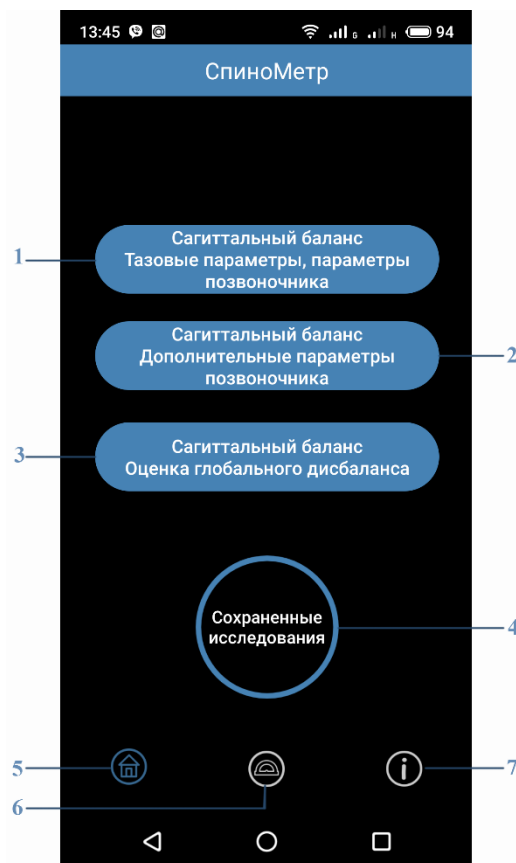 13:45 G H 94
СпиноМетр
1
Сагиттальный баланс
Тазовые параметры, параметры
позвоночника
Сагиттальный баланс
Дополнительные параметры
позвоночника
2
3
Сагиттальный баланс
Оценка глобального дисбаланса
Сохраненные
исследования
4
5
7
6